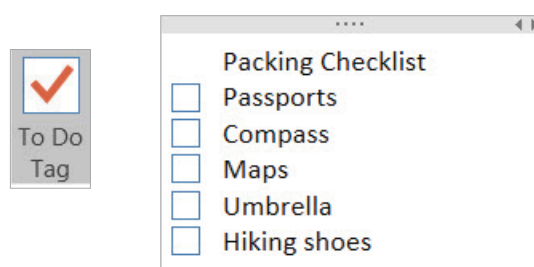 To Do
Tag
Packing Checklist
Passports
Compass
Maps
Umbrella
Hiking shoes